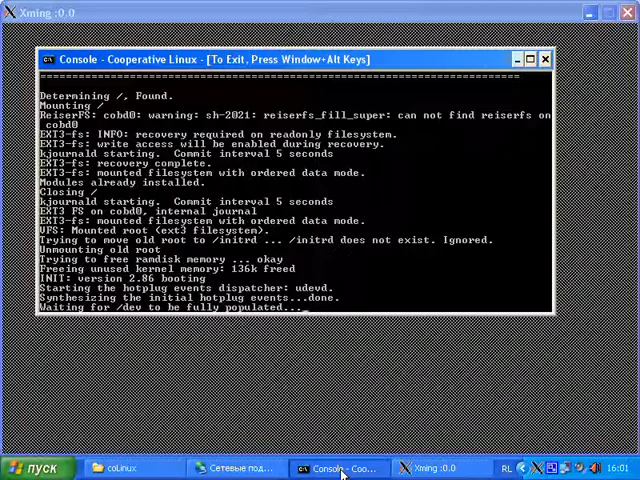 Xming :0.0
Console - Cooperative Linux - [To Exit, Press Window+Alt Keys]
================================================================================
Determining /, Found.
Mounting /
ReiserFS: cobd0: warning: sh-2021: reiserfs_fill_super: can not find reiserfs on
 cobd0
EXT3-fs: INFO: recovery required on readonly filesystem.
EXT3-fs: write access will be enabled during recovery.
kjournald starting.  Commit interval 5 seconds
EXT3-fs: recovery complete.
EXT3-fs: mounted filesystem with ordered data mode.
Modules already installed.
Closing /
kjournald starting.  Commit interval 5 seconds
EXT3 FS on cobd0, internal journal
EXT3-fs: mounted filesystem with ordered data mode.
VFS: Mounted root (ext3 filesystem).
Trying to move old root to /initrd ... /initrd does not exist. Ignored.
Unmounting old root
Trying to free ramdisk memory ... okay
Freeing unused kernel memory: 136k freed
INIT: version 2.86 booting
Starting the hotplug events dispatcher: udevd.
Synthesizing the initial hotplug events...done.
Waiting for /dev to be fully populated..._
пуск
coLinux
Сетевые под...
Console - Coo...
Xming :0.0
RL
16:01